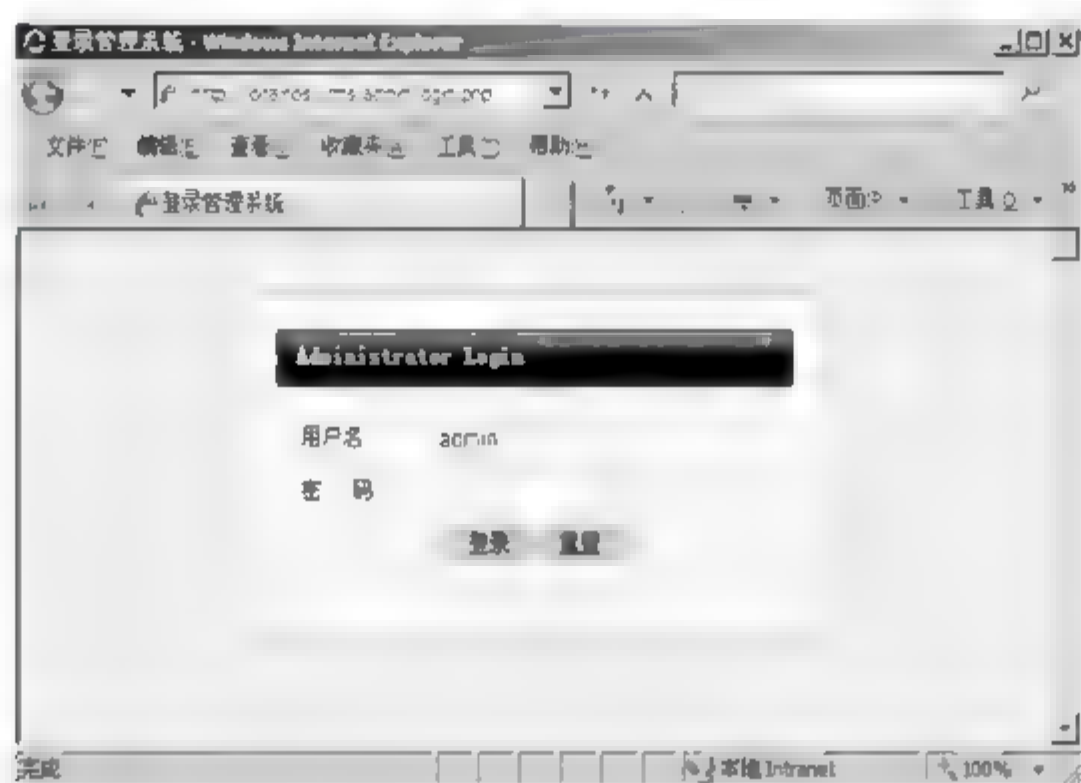 登录管理系统 - Windows Internet Explorer
文件 编辑 查看 收藏夹 工具 帮助
登录管理系统 页面 工具
Administrator Login
用户名 admin
密 码
登录 重置
完成 本地 Intranet 100%